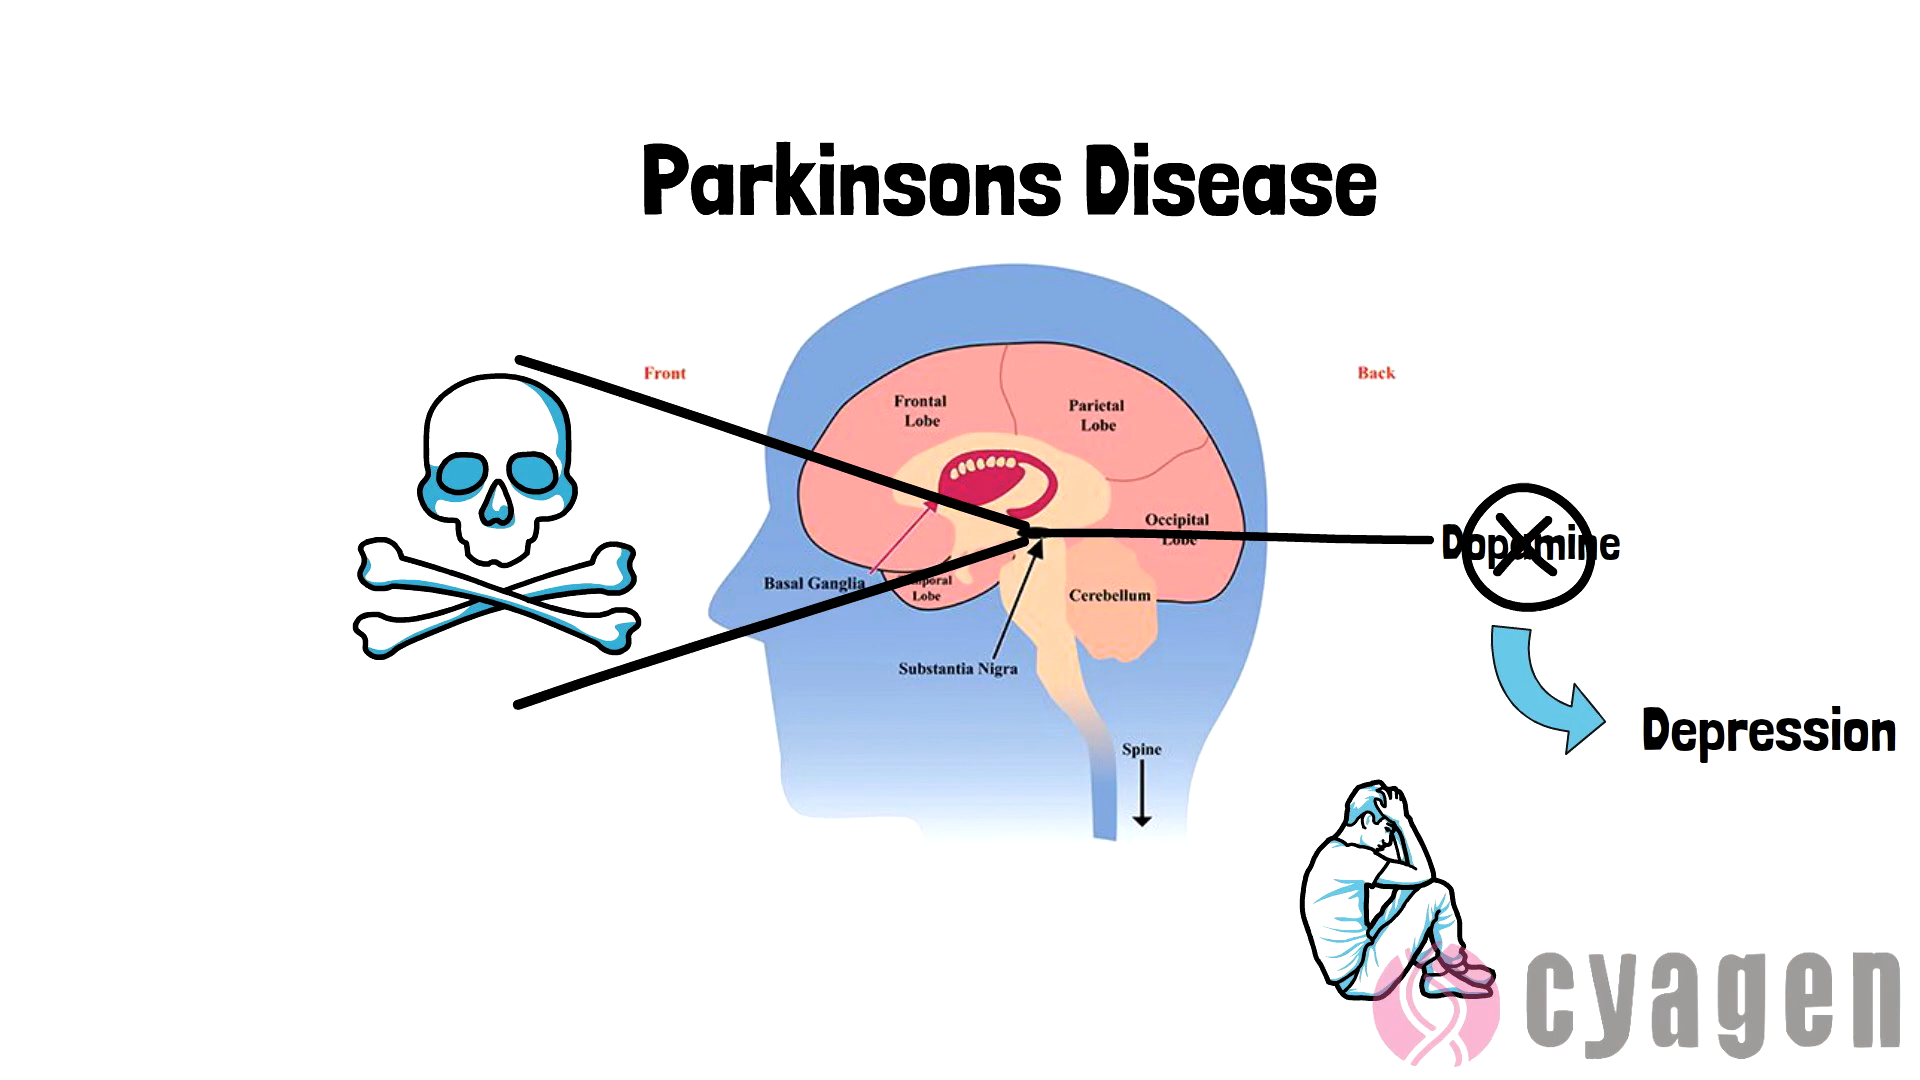 Parkinsons Disease
Front
Back
Frontal
Lobe
Parietal
Lobe
Occipital
Lobe
Dopamine
Basal Ganglia
Lobe
Cerebellum
Substantia Nigra
Depression
Spine
cyagen